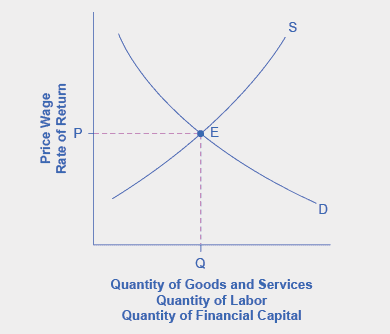 S
Price Wage
Rate of Return
P
E
D
Q
Quantity of Goods and Services
Quantity of Labor
Quantity of Financial Capital